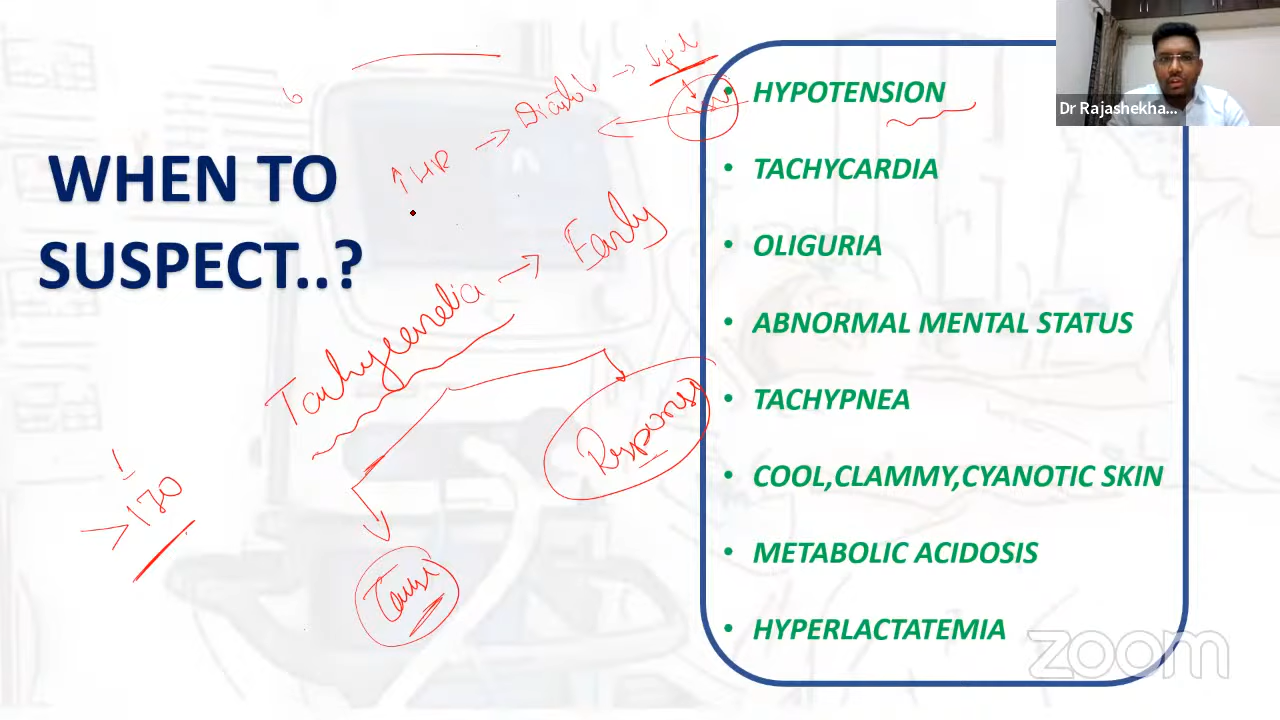 WHEN TO
SUSPECT..?
↑HR →
Tachycardia → Early
Response
Cause
>170
• HYPOTENSION
• TACHYCARDIA
• OLIGURIA
• ABNORMAL MENTAL STATUS
• TACHYPNEA
• COOL,CLAMMY,CYANOTIC SKIN
• METABOLIC ACIDOSIS
• HYPERLACTATEMIA
Dr Rajashekha...
zoom